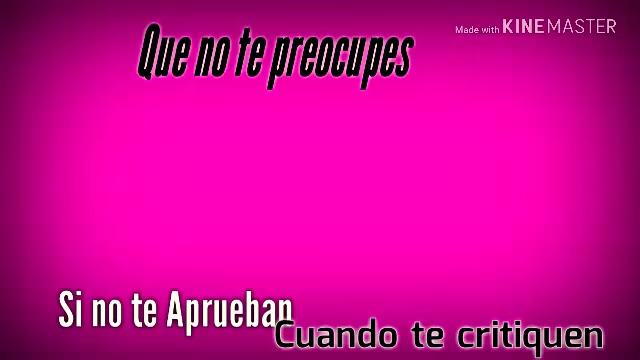 Que no te preocupes
Made with KINEMASTER
Si no te Aprueban
Cuando te critiquen